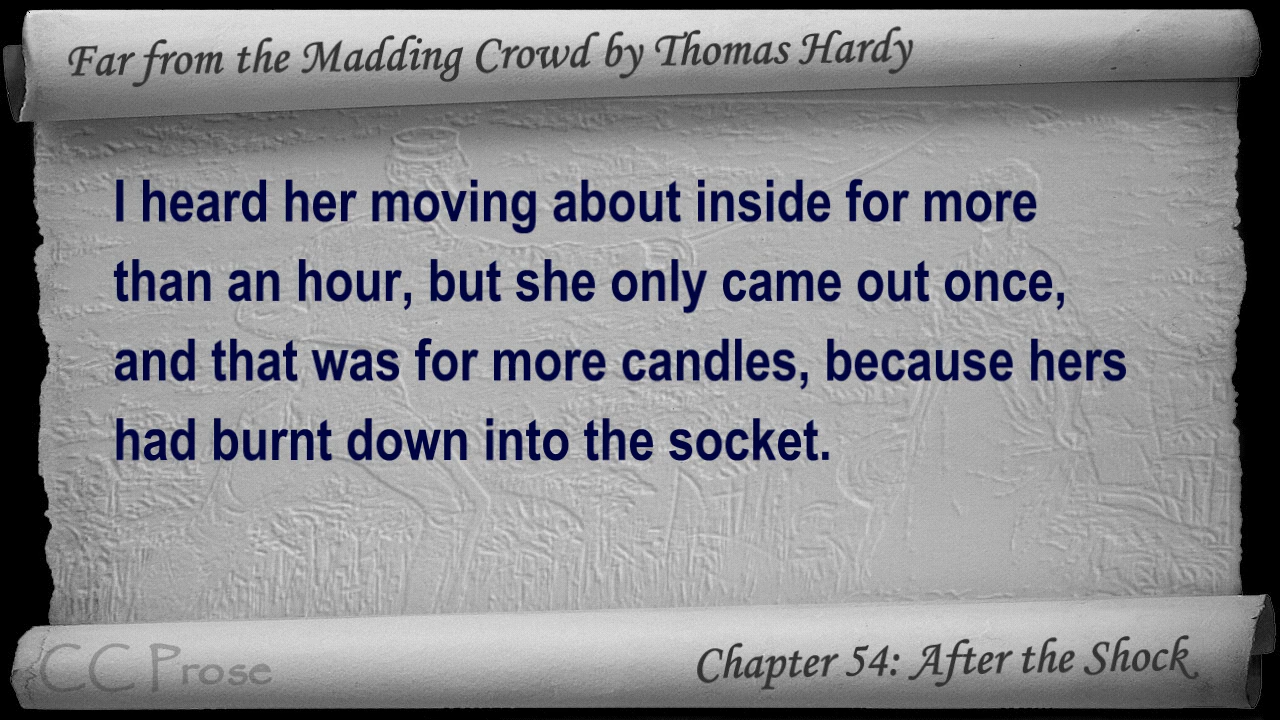 Far from the Madding Crowd by Thomas Hardy
I heard her moving about inside for more
than an hour, but she only came out once,
and that was for more candles, because hers
had burnt down into the socket.
CC Prose
Chapter 54: After the Shock